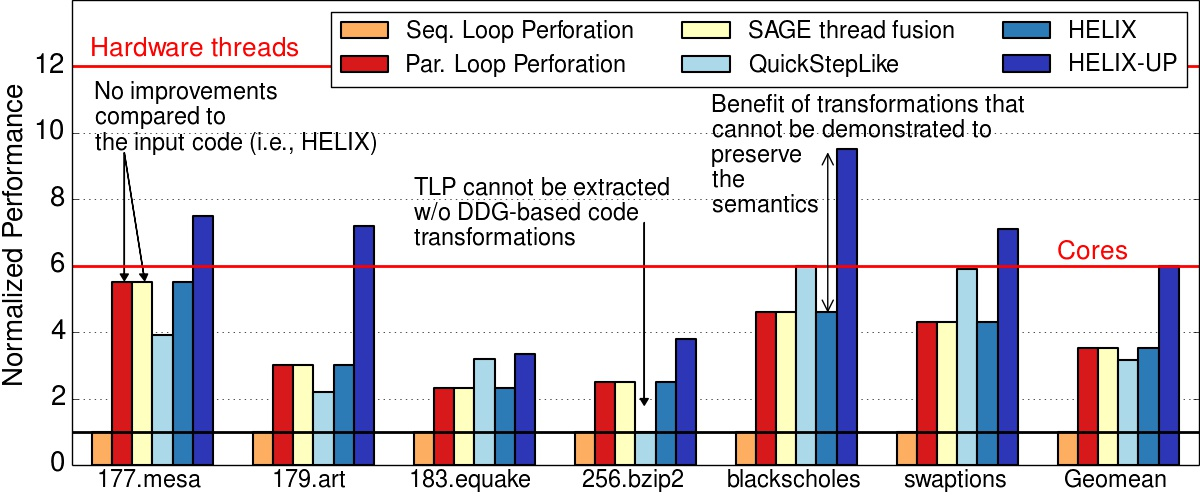 Hardware threads
Seq. Loop Perforation
SAGE thread fusion
HELIX
Par. Loop Perforation
QuickStepLike
HELIX-UP
Normalized Performance
12
10
8
6
4
2
0
No improvements
compared to
the input code (i.e., HELIX)
TLP cannot be extracted
w/o DDG-based code
transformations
Benefit of transformations that
cannot be demonstrated to
preserve
the
semantics
Cores
177.mesa
179.art
183.equake
256.bzip2
blackscholes
swaptions
Geomean